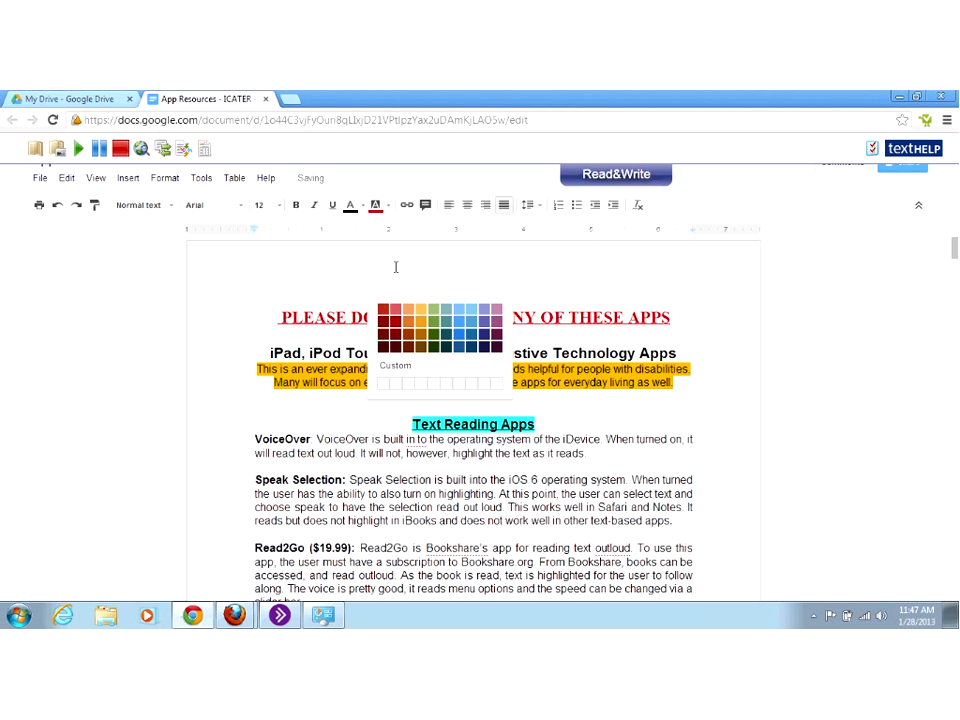 My Drive - Google Drive
App Resources - ICATER
textHELP
File Edit View Insert Format Tools Table Help Saving
Read&Write
Normal text Arial 12 B I U A A
1 1 2 3 4 5 6 7
PLEASE DO NY OF THESE APPS
iPad, iPod Tou stive Technology Apps
This is an ever expandi ds helpful for people with disabilities.
Many will focus on e e apps for everyday living as well.
Custom
Text Reading Apps
VoiceOver: VoiceOver is built in to the operating system of the iDevice. When turned on, it
will read text out loud. It will not, however, highlight the text as it reads.
Speak Selection: Speak Selection is built into the iOS 6 operating system. When turned
the user has the ability to also turn on highlighting. At this point, the user can select text and
choose speak to have the selection read out loud. This works well in Safari and Notes. It
reads but does not highlight in iBooks and does not work well in other text-based apps.
Read2Go ($19.99): Read2Go is Bookshare's app for reading text outloud. To use this
app, the user must have a subscription to Bookshare.org. From Bookshare, books can be
accessed, and read outloud. As the book is read, text is highlighted for the user to follow
along. The voice is pretty good, it reads menu options and the speed can be changed via a
slider bar.
11:47 AM
1/28/2013